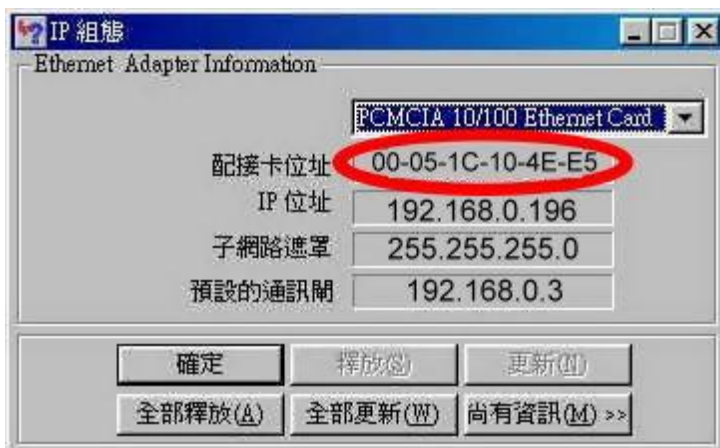 IP 組態
Ethernet Adapter Information
PCMCIA 10/100 Ethernet Card
配接卡位址 00-05-1C-10-4E-E5
IP 位址 192.168.0.196
子網路遮罩 255.255.255.0
預設的通訊閘 192.168.0.3
確定 釋放(S) 更新(N)
全部釋放(A) 全部更新(W) 尚有資訊(M) >>